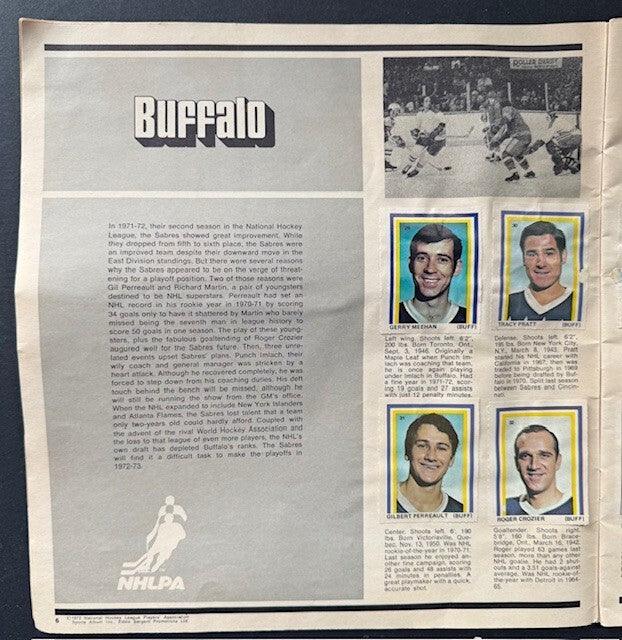 Buffalo
In 1971-72, their second season in the National Hockey
League, the Sabres showed great improvement. While
they dropped from fifth to sixth place, the Sabres were
an improved team despite their downward move in the
East Division standings. But there were several reasons
why the Sabres appeared to be on the verge of threat-
ening for a playoff position. Two of those reasons were
Gil Perreault and Richard Martin, a pair of youngsters
destined to be NHL superstars. Perreault had set an
NHL record in his rookie year in 1970-71 by scoring
34 goals only to have it shattered by Martin who barely
missed being the seventh man in league history to
score 50 goals in one season. The play of these young-
sters, plus the fabulous goaltending of Roger Crozier
augured well for the Sabres future. Then, three unre-
lated events upset Sabres' plans. Punch Imlach, their
wily coach and general manager was stricken by a
heart attack. Although he recovered completely, he was
forced to step down from his coaching duties. His deft
touch behind the bench will be missed, although he
will still be running the show from the GM's office.
When the NHL expanded to include New York Islanders
and Atlanta Flames, the Sabres lost talent that a team
only two-years old could hardly afford. Coupled with
the advent of the rival World Hockey Association and
the loss to that league of even more players, the NHL's
own draft has depleted Buffalo's ranks. The Sabres
will find it a difficult task to make the playoffs in
1972-73.
NHLPA
6
©1972 National Hockey League Players' Association
Sports Album Inc., Eddie Sargent Promotions Ltd.
ROLLER DERBY
29
GERRY MEEHAN (BUFF)
Left wing. Shoots left. 6'2",
200 lbs. Born Toronto, Ont.,
Sept. 3, 1946. Originally a
Maple Leaf when Punch Im-
lach was coaching that team,
he is once again playing
under Imlach in Buffalo. Had
a fine year in 1971-72, scor-
ing 19 goals and 27 assists
with just 12 penalty minutes.
30
TRACY PRATT (BUFF)
Defense. Shoots left. 6'2",
195 lbs. Born New York City,
N.Y., March 8, 1943. Pratt
started his NHL career with
California in 1967, then was
traded to Pittsburgh in 1969
before being drafted by Buf-
falo in 1970. Split last season
between Sabres and Cincin-
nati.
31
GILBERT PERREAULT (BUFF)
Center. Shoots left. 6', 190
lbs. Born Victoriaville, Que-
bec, Nov. 13, 1950. Was NHL
rookie-of-the-year in 1970-71.
Last season he enjoyed an-
other fine campaign, scoring
26 goals and 48 assists with
24 minutes in penalties. A
great playmaker with a quick,
accurate shot.
32
ROGER CROZIER (BUFF)
Goaltender. Shoots right.
5'8", 160 lbs. Born Brace-
bridge, Ont., March 16, 1942.
Roger played 63 games last
season, more than any other
NHL goalie. He had 2 shut-
outs and a 3.51 goals-against
average. Was NHL rookie-of-
the-year with Detroit in 1964-
65.